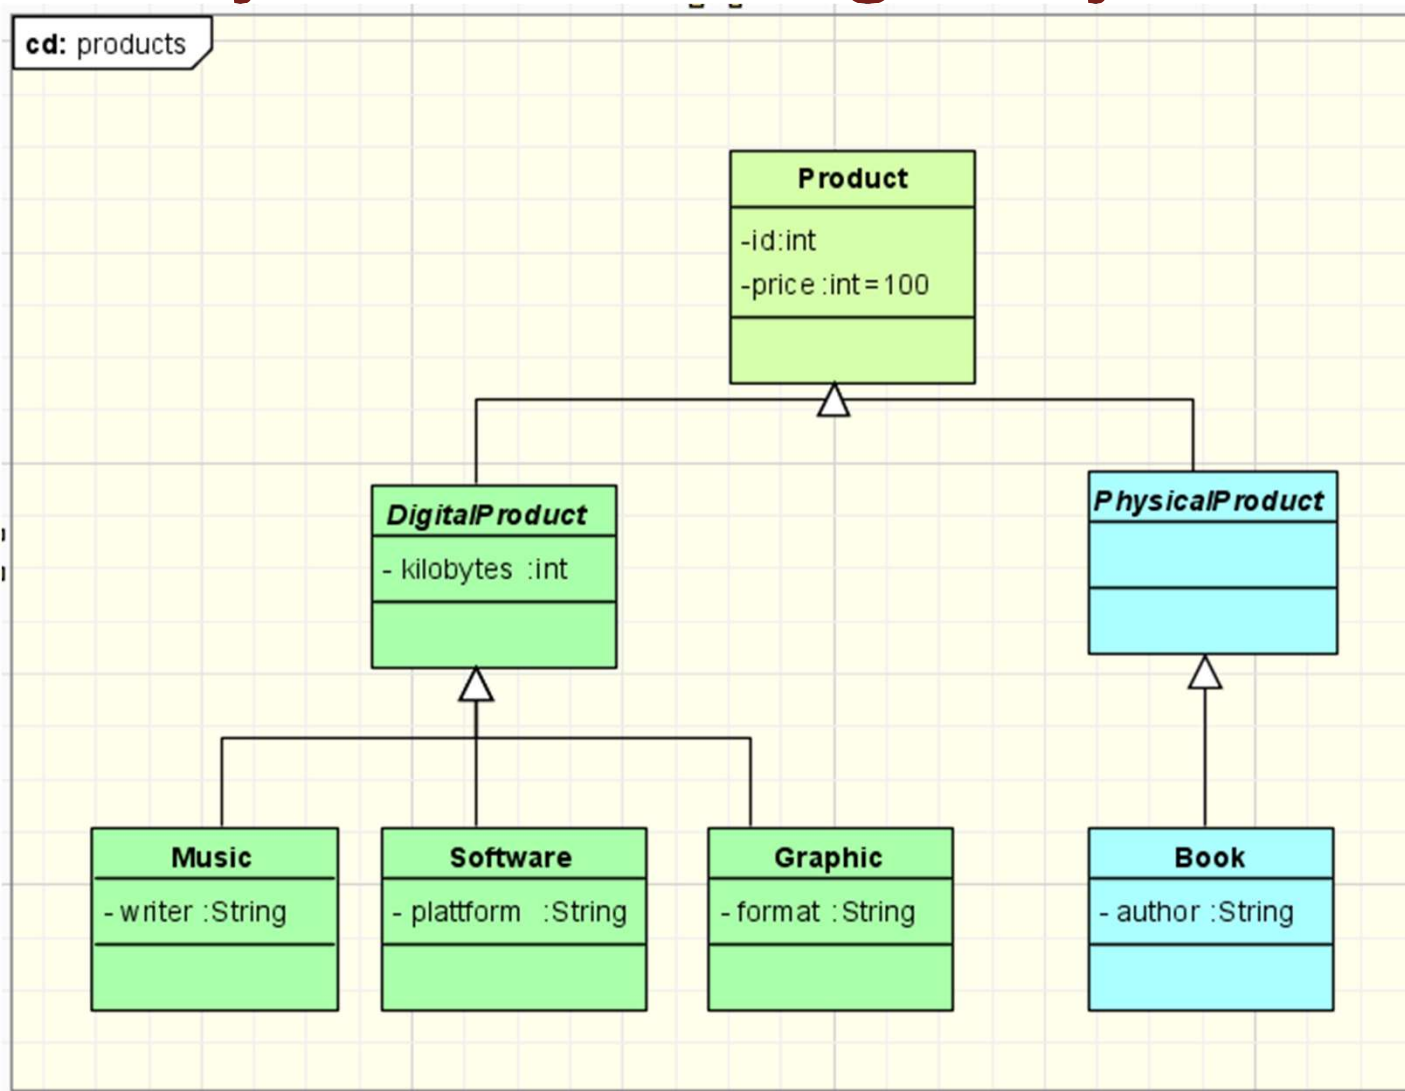 cd: products
Product
-id:int
-price:int=100
DigitalProduct
- kilobytes :int
PhysicalProduct
Music
- writer :String
Software
- plattform :String
Graphic
- format :String
Book
- author :String